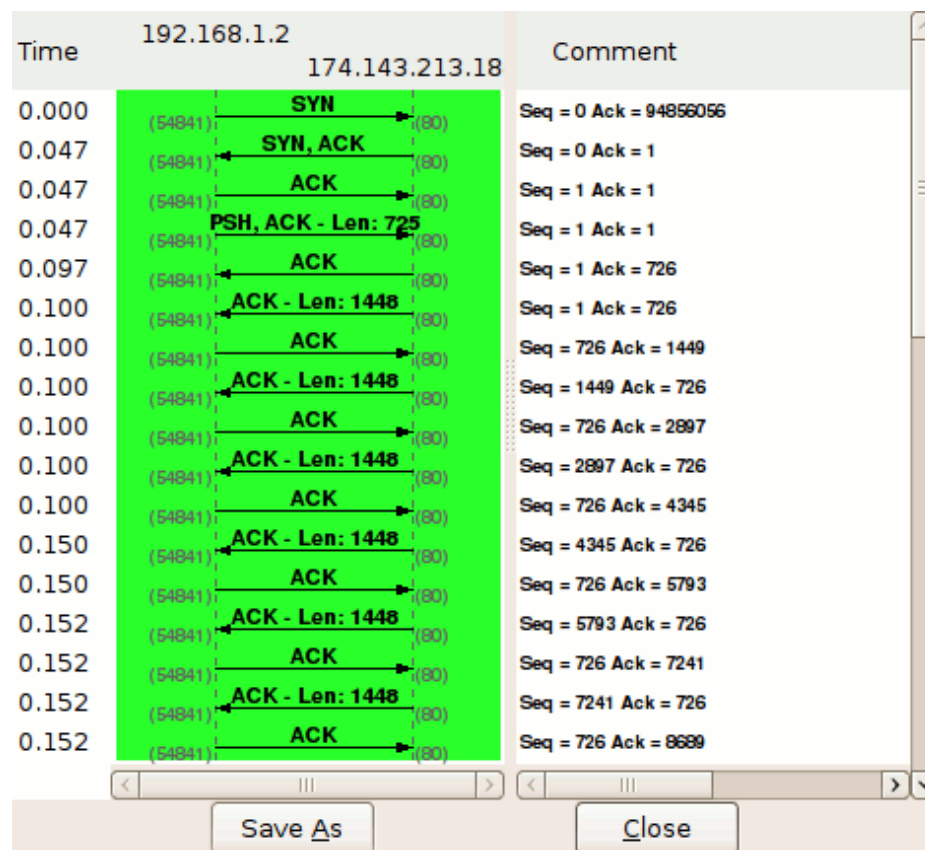 192.168.1.2
Time
Comment
174.143.213.18
0.000 (54841) SYN (80) Seq = 0 Ack = 94856056
0.047 (54841) SYN, ACK (80) Seq = 0 Ack = 1
0.047 (54841) ACK (80) Seq = 1 Ack = 1
0.047 (54841) PSH, ACK - Len: 725 (80) Seq = 1 Ack = 1
0.097 (54841) ACK (80) Seq = 1 Ack = 726
0.100 (54841) ACK - Len: 1448 (80) Seq = 1 Ack = 726
0.100 (54841) ACK (80) Seq = 726 Ack = 1449
0.100 (54841) ACK - Len: 1448 (80) Seq = 1449 Ack = 726
0.100 (54841) ACK (80) Seq = 726 Ack = 2897
0.100 (54841) ACK - Len: 1448 (80) Seq = 2897 Ack = 726
0.100 (54841) ACK (80) Seq = 726 Ack = 4345
0.150 (54841) ACK - Len: 1448 (80) Seq = 4345 Ack = 726
0.150 (54841) ACK (80) Seq = 726 Ack = 5793
0.152 (54841) ACK - Len: 1448 (80) Seq = 5793 Ack = 726
0.152 (54841) ACK (80) Seq = 726 Ack = 7241
0.152 (54841) ACK - Len: 1448 (80) Seq = 7241 Ack = 726
0.152 (54841) ACK (80) Seq = 726 Ack = 8689
Save As
Close